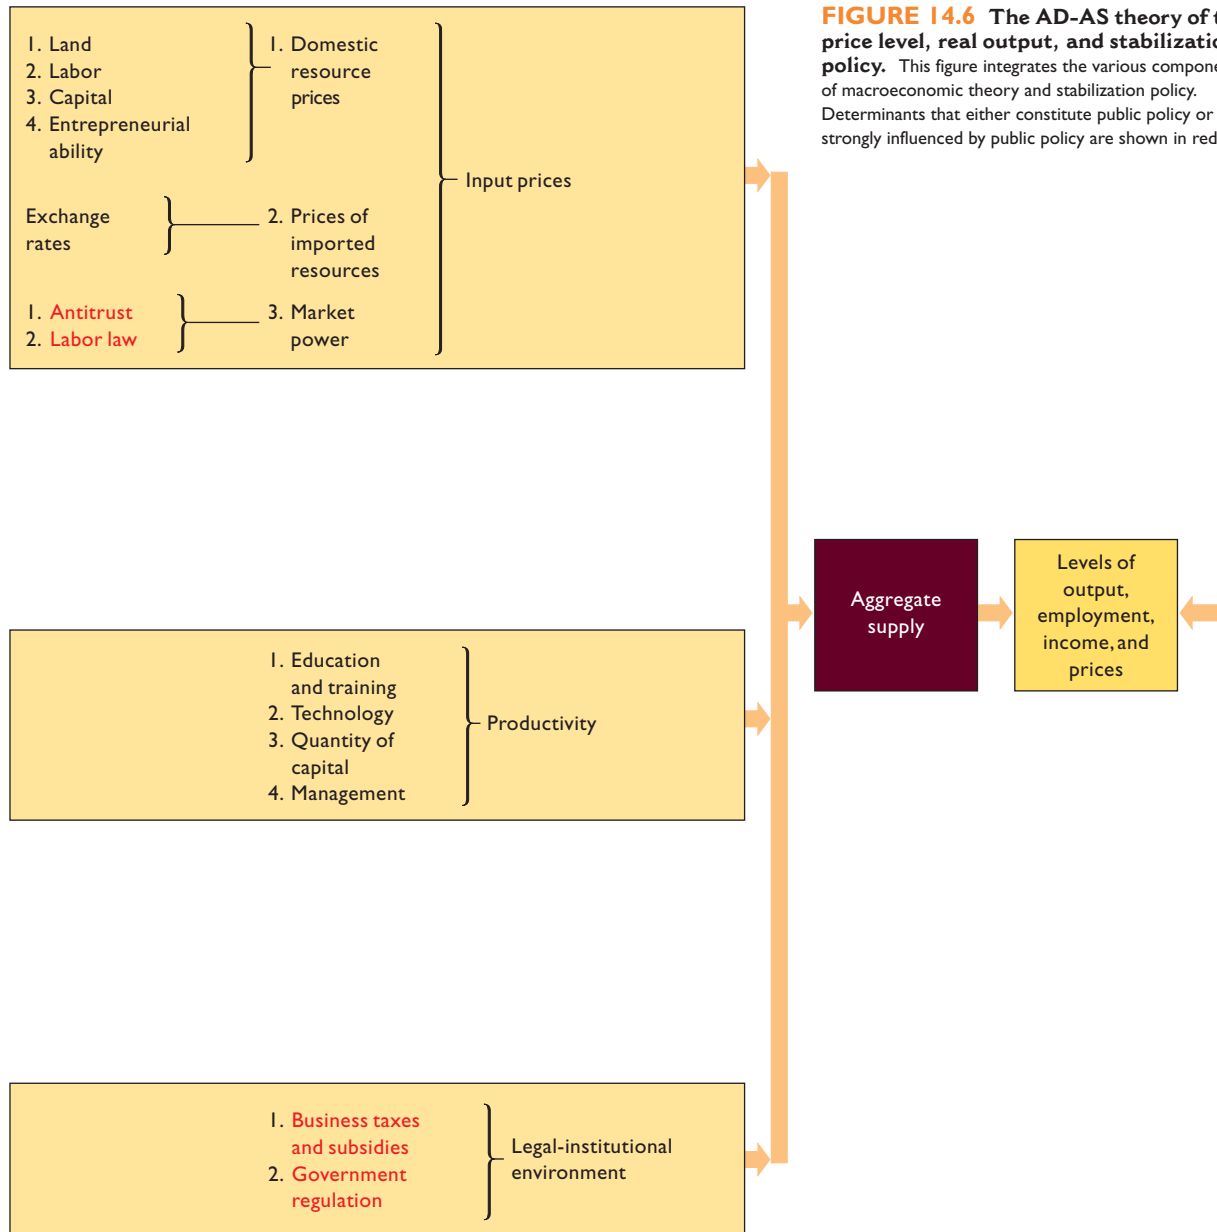 FIGURE 14.6 The AD-AS theory of
price level, real output, and
policy. This figure integrates the various
of macroeconomic theory and stabilization policy.
Determinants that either constitute public policy or
strongly influenced by public policy are shown in red
1. Land
2. Labor
3. Capital
4. Entrepreneurial
ability
1. Domestic
resource
prices
Exchange
rates
2. Prices of
imported
resources
1. Antitrust
2. Labor law
3. Market
power
Input prices
1. Education
and training
2. Technology
3. Quantity of
capital
4. Management
Productivity
1. Business taxes
and subsidies
2. Government
regulation
Legal-institutional
environment
Aggregate
supply
Levels of
output,
employment,
income, and
prices